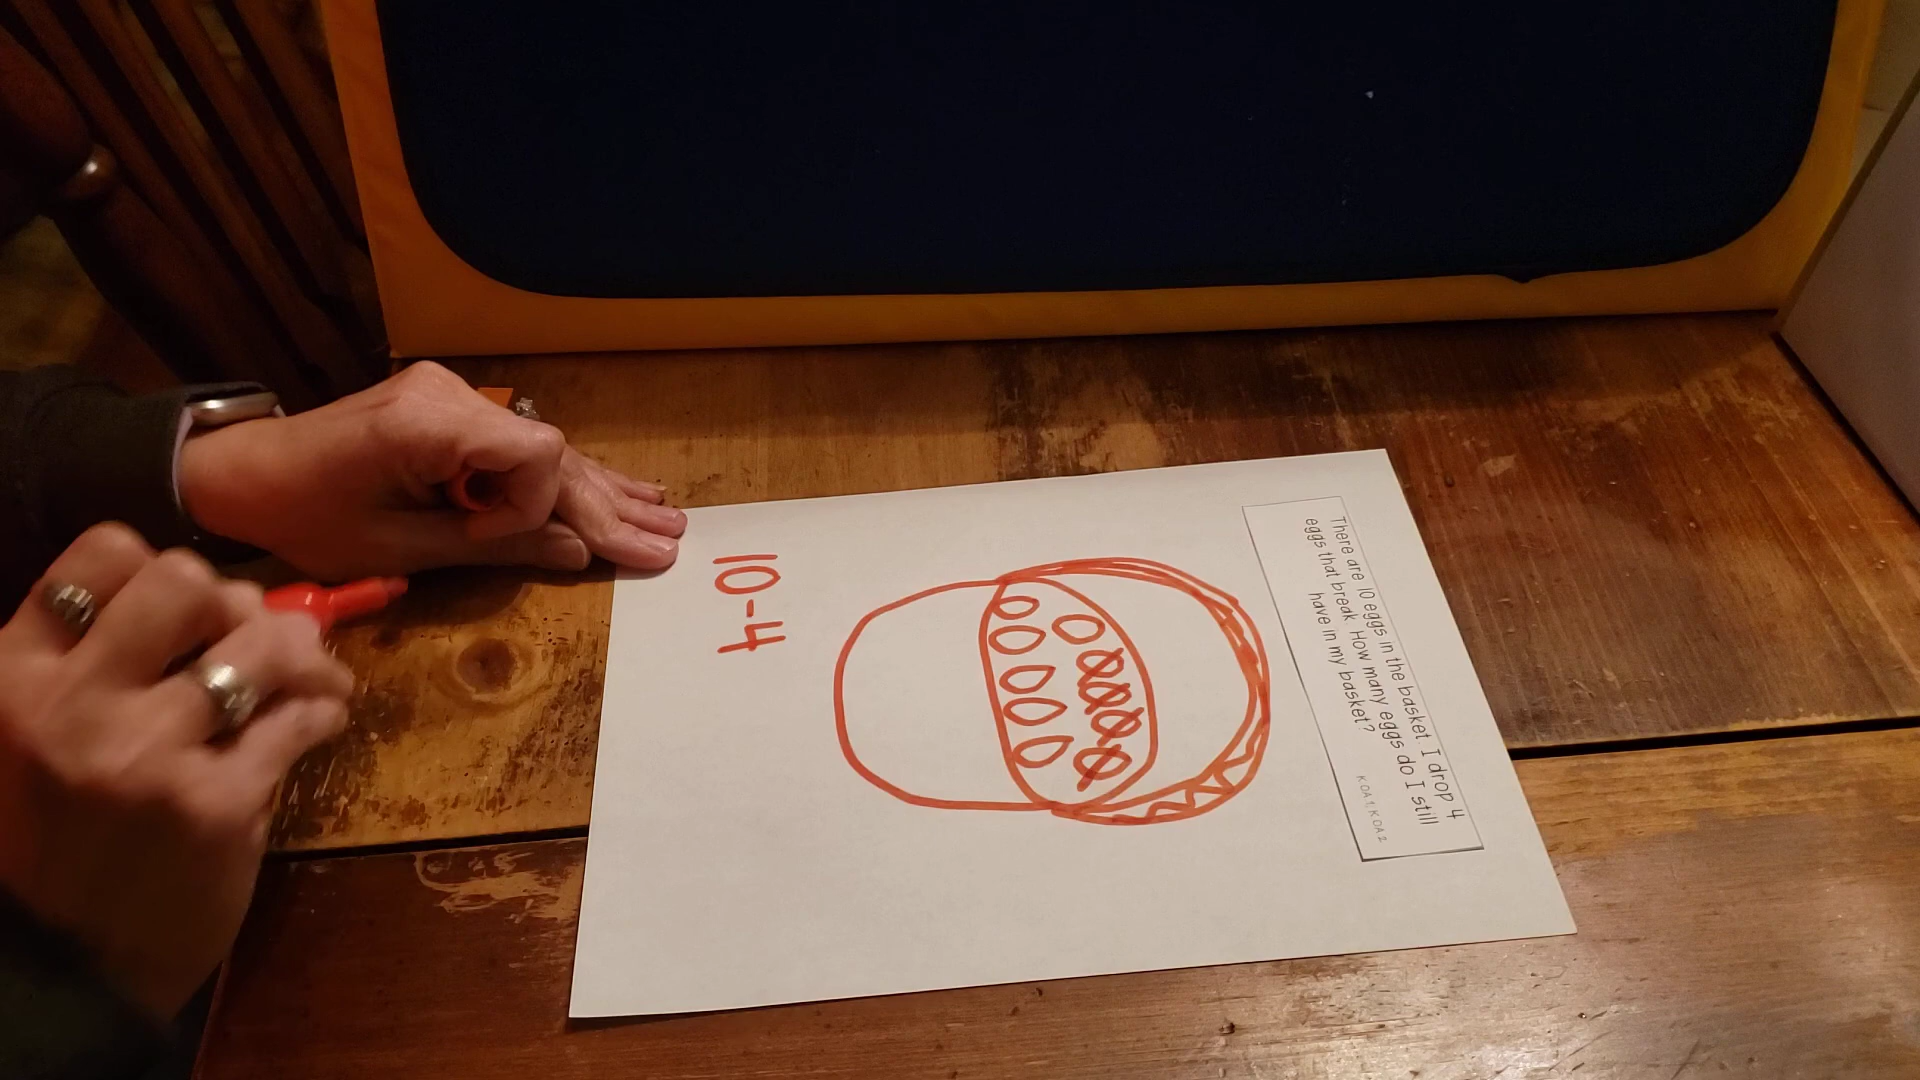 There are 10 eggs in the basket. I drop 4
eggs that break. How many eggs do I still
have in my basket?
K.OA.1, K.OA.2
10-4